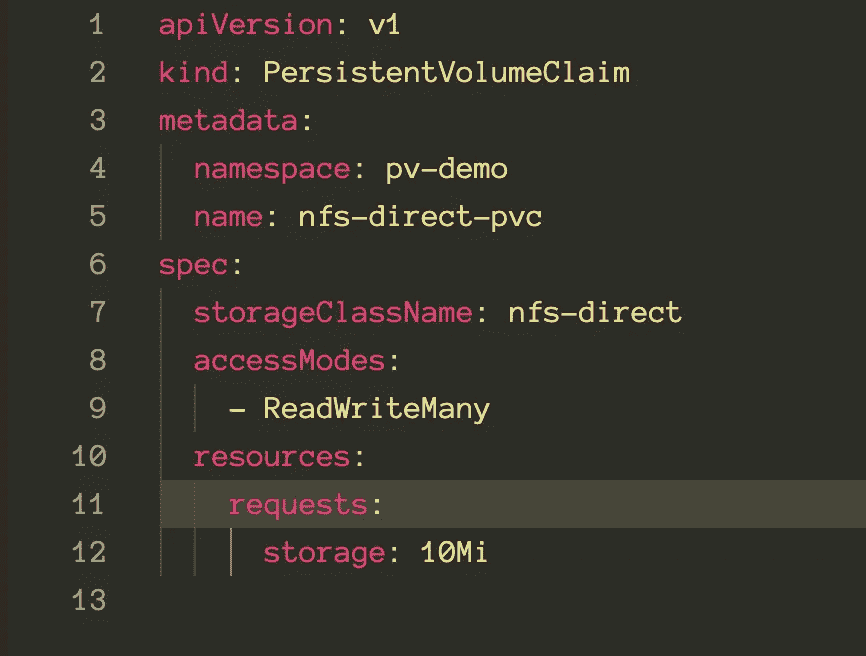 1 apiVersion: v1
2 kind: PersistentVolumeClaim
3 metadata:
4   namespace: pv-demo
5   name: nfs-direct-pvc
6 spec:
7   storageClassName: nfs-direct
8   accessModes:
9     - ReadWriteMany
10   resources:
11     requests:
12       storage: 10Mi
13